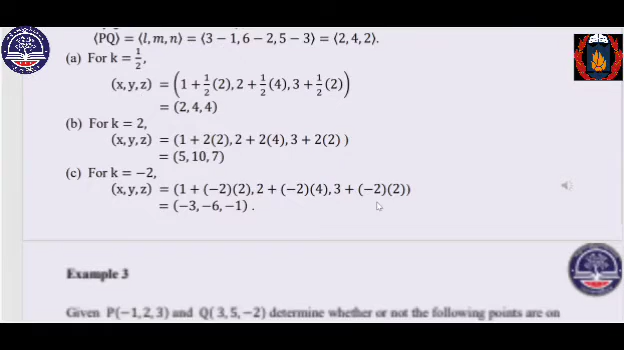 ⟨PQ⟩ = ⟨l, m, n⟩ = ⟨3 − 1, 6 − 2, 5 − 3⟩ = ⟨2, 4, 2⟩.
(a) For k = 1/2,
(x, y, z) = (1 + 1/2 (2), 2 + 1/2 (4), 3 + 1/2 (2))
= (2, 4, 4)
(b) For k = 2,
(x, y, z) = (1 + 2(2), 2 + 2(4), 3 + 2(2) )
= (5, 10, 7)
(c) For k = −2,
(x, y, z) = (1 + (−2)(2), 2 + (−2)(4), 3 + (−2)(2))
= (−3, −6, −1) .
Example 3
Given P(−1, 2, 3) and Q( 3, 5, −2) determine whether or not the following points are on